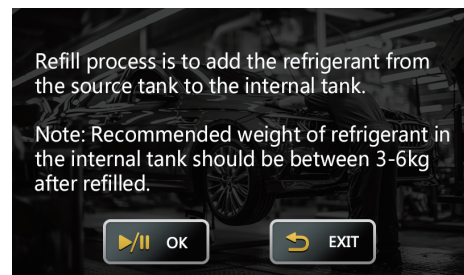 Refill process is to add the refrigerant from
the source tank to the internal tank.
Note: Recommended weight of refrigerant in
the internal tank should be between 3-6kg
after refilled.
OK
EXIT